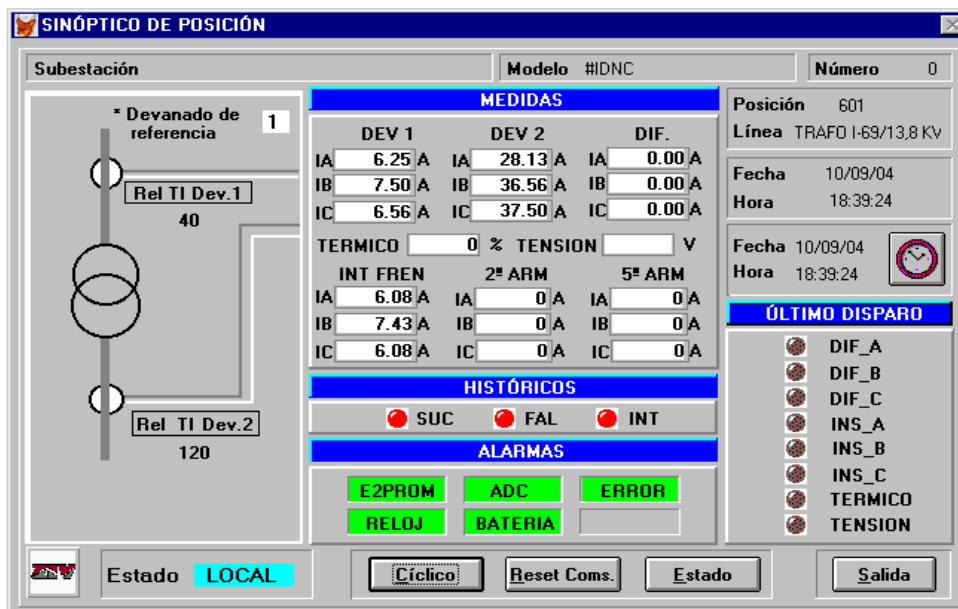 SINÓPTICO DE POSICIÓN
Subestación
Modelo #IDNC
Número 0
* Devanado de referencia 1
Rel TI Dev.1
40
Rel TI Dev.2
120
MEDIDAS
DEV 1 DEV 2 DIF.
IA 6.25 A IA 28.13 A IA 0.00 A
IB 7.50 A IB 36.56 A IB 0.00 A
IC 6.56 A IC 37.50 A IC 0.00 A
TERMICO 0 % TENSION V
INT FREN 2ª ARM 5ª ARM
IA 6.08 A IA 0 A IA 0 A
IB 7.43 A IB 0 A IB 0 A
IC 6.08 A IC 0 A IC 0 A
HISTÓRICOS
SUC FAL INT
ALARMAS
E2PROM ADC ERROR
RELOJ BATERIA
Posición 601
Línea TRAFO I-69/13,8 KV
Fecha 10/09/04
Hora 18:39:24
Fecha 10/09/04
Hora 18:39:24
ÚLTIMO DISPARO
DIF_A
DIF_B
DIF_C
INS_A
INS_B
INS_C
TERMICO
TENSION
Estado LOCAL
Cíclico
Reset Coms.
Estado
Salida